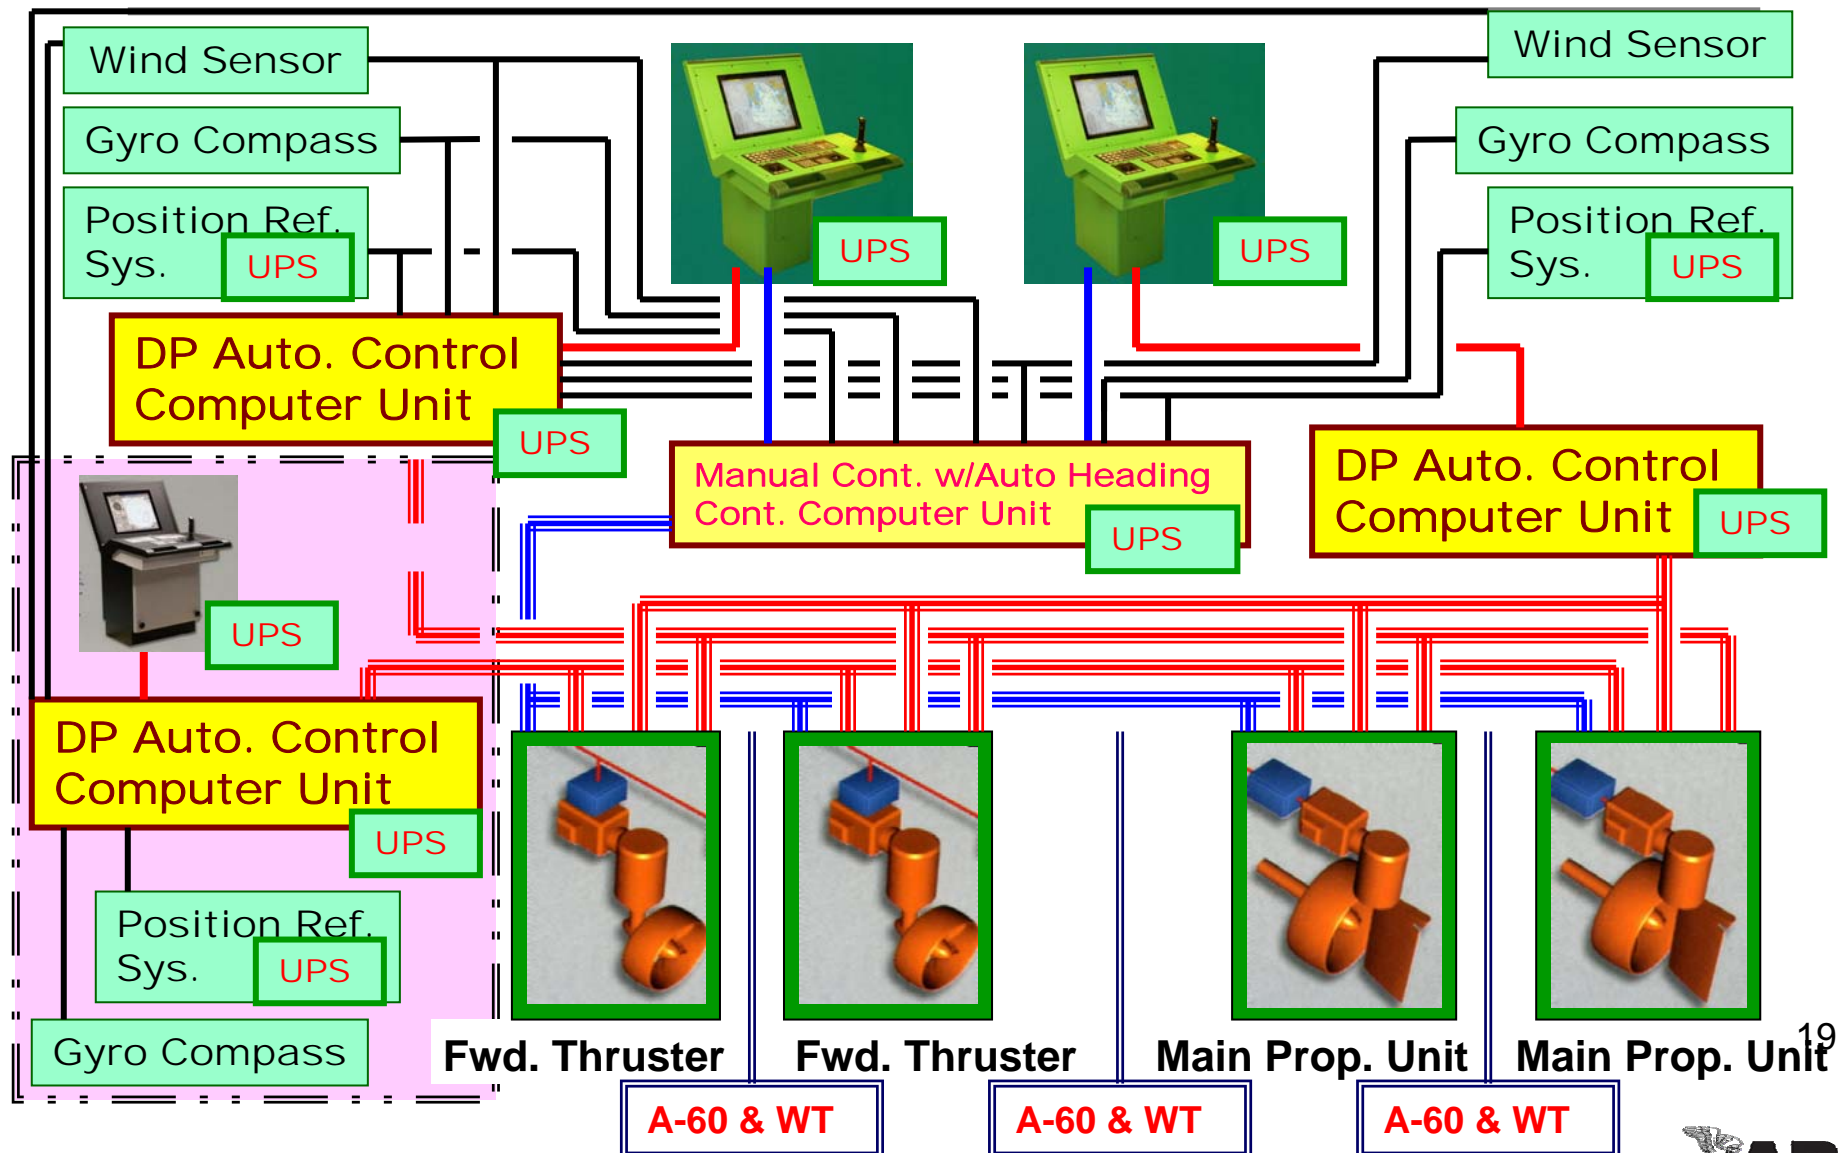 Wind Sensor
Wind Sensor
Gyro Compass
Gyro Compass
Position Ref.
Sys.
UPS
UPS
UPS
Position Ref.
Sys.
UPS
DP Auto. Control
Computer Unit
UPS
Manual Cont. w/Auto Heading
Cont. Computer Unit
UPS
DP Auto. Control
Computer Unit
UPS
UPS
DP Auto. Control
Computer Unit
UPS
Position Ref.
Sys.
UPS
Gyro Compass
Fwd. Thruster
Fwd. Thruster
Main Prop. Unit
Main Prop. Unit
19
A-60 & WT
A-60 & WT
A-60 & WT